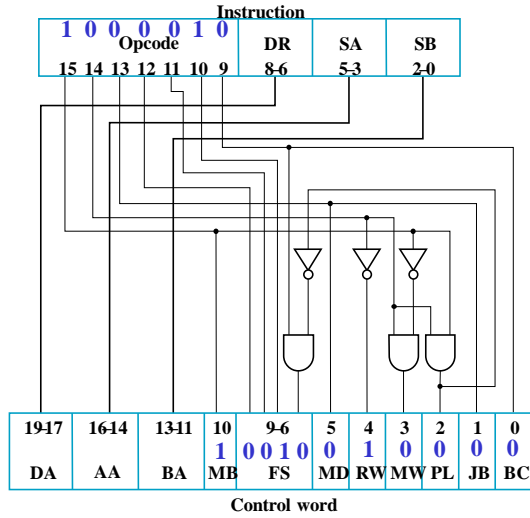 Instruction
1 0 0 0 0 1 0
Opcode DR SA SB
15 14 13 12 11 10 9 8-6 5-3 2-0
19-17 16-14 13-11 10 9-6 5 4 3 2 1 0
1 0 0 1 0 0 1 0 0 0 0
DA AA BA MB FS MD RW MW PL JB BC
Control word